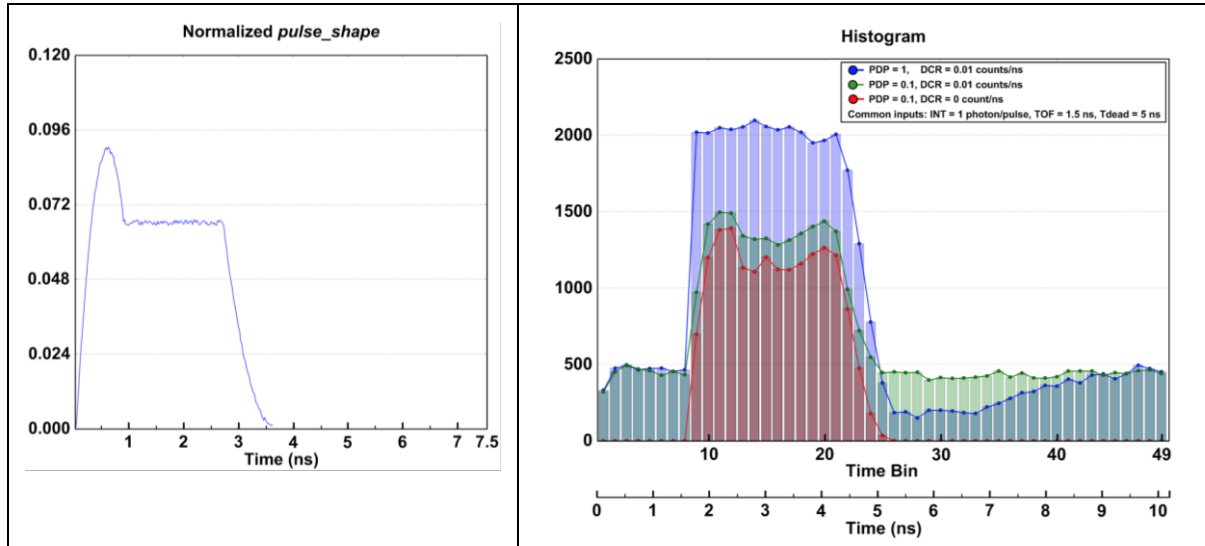 Normalized pulse_shape
0.120
0.096
0.072
0.048
0.024
0.000
1 2 3 4 5 6 7 7.5
Time (ns)
Histogram
2500
2000
1500
1000
500
0
PDP = 1, DCR = 0.01 counts/ns
PDP = 0.1, DCR = 0.01 counts/ns
PDP = 0.1, DCR = 0 count/ns
Common inputs: INT = 1 photon/pulse, TOF = 1.5 ns, Tdead = 5 ns
10 20 30 40 49
Time Bin
0 1 2 3 4 5 6 7 8 9 10
Time (ns)